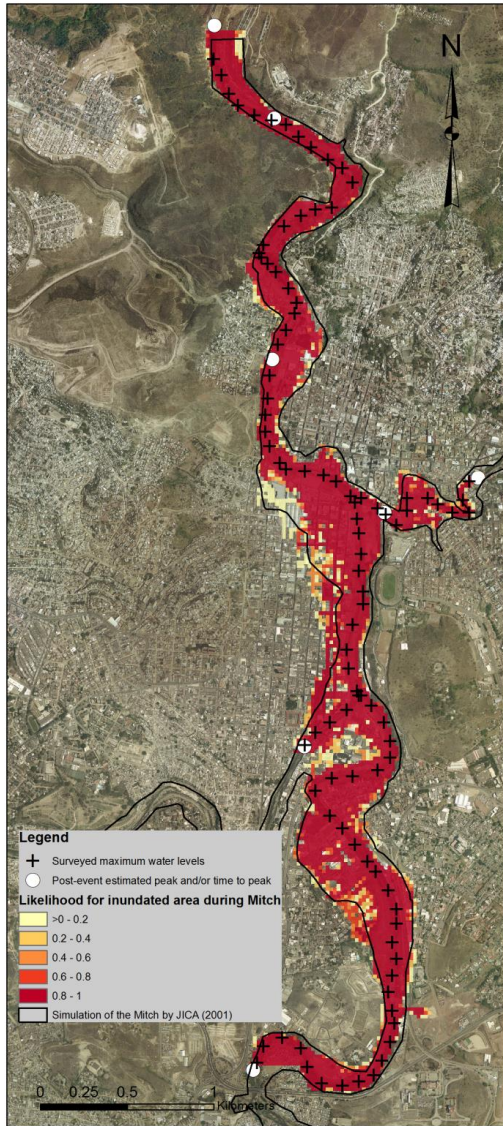 N
Legend
Surveyed maximum water levels
Post-event estimated peak and/or time to peak
Likelihood for inundated area during Mitch
>0 - 0.2
0.2 - 0.4
0.4 - 0.6
0.6 - 0.8
0.8 - 1
Simulation of the Mitch by JICA (2001)
0 0.25 0.5 1
Kilometers